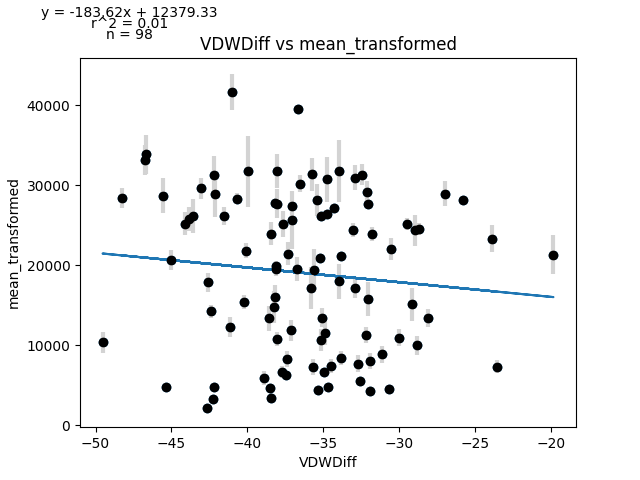 y = -183.62x + 12379.33
r^2 = 0.01
n = 98
VDWDiff vs mean_transformed
mean_transformed
40000
30000
20000
10000
0
−50
−45
−40
−35
−30
−25
−20
VDWDiff